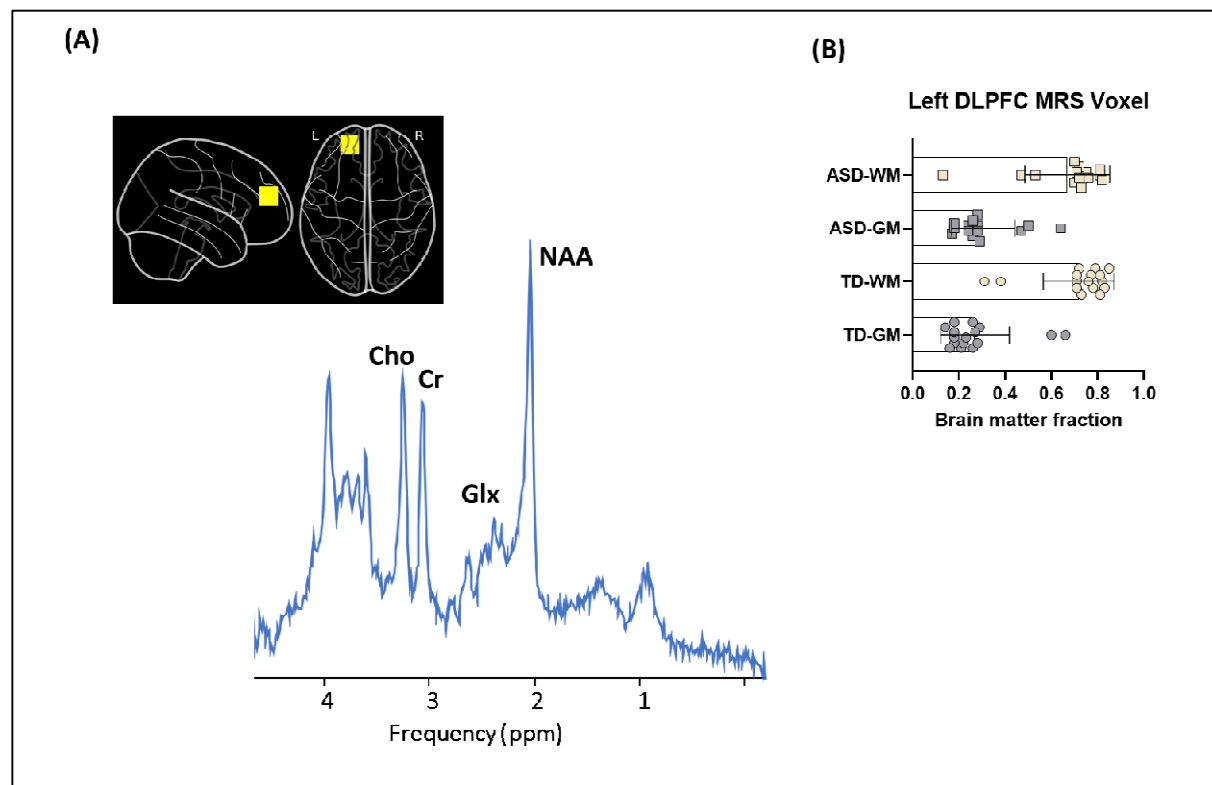 (A)
L R
NAA
Cho
Cr
Glx
4 3 2 1
Frequency (ppm)
(B)
Left DLPFC MRS Voxel
ASD-WM
ASD-GM
TD-WM
TD-GM
0.0 0.2 0.4 0.6 0.8 1.0
Brain matter fraction